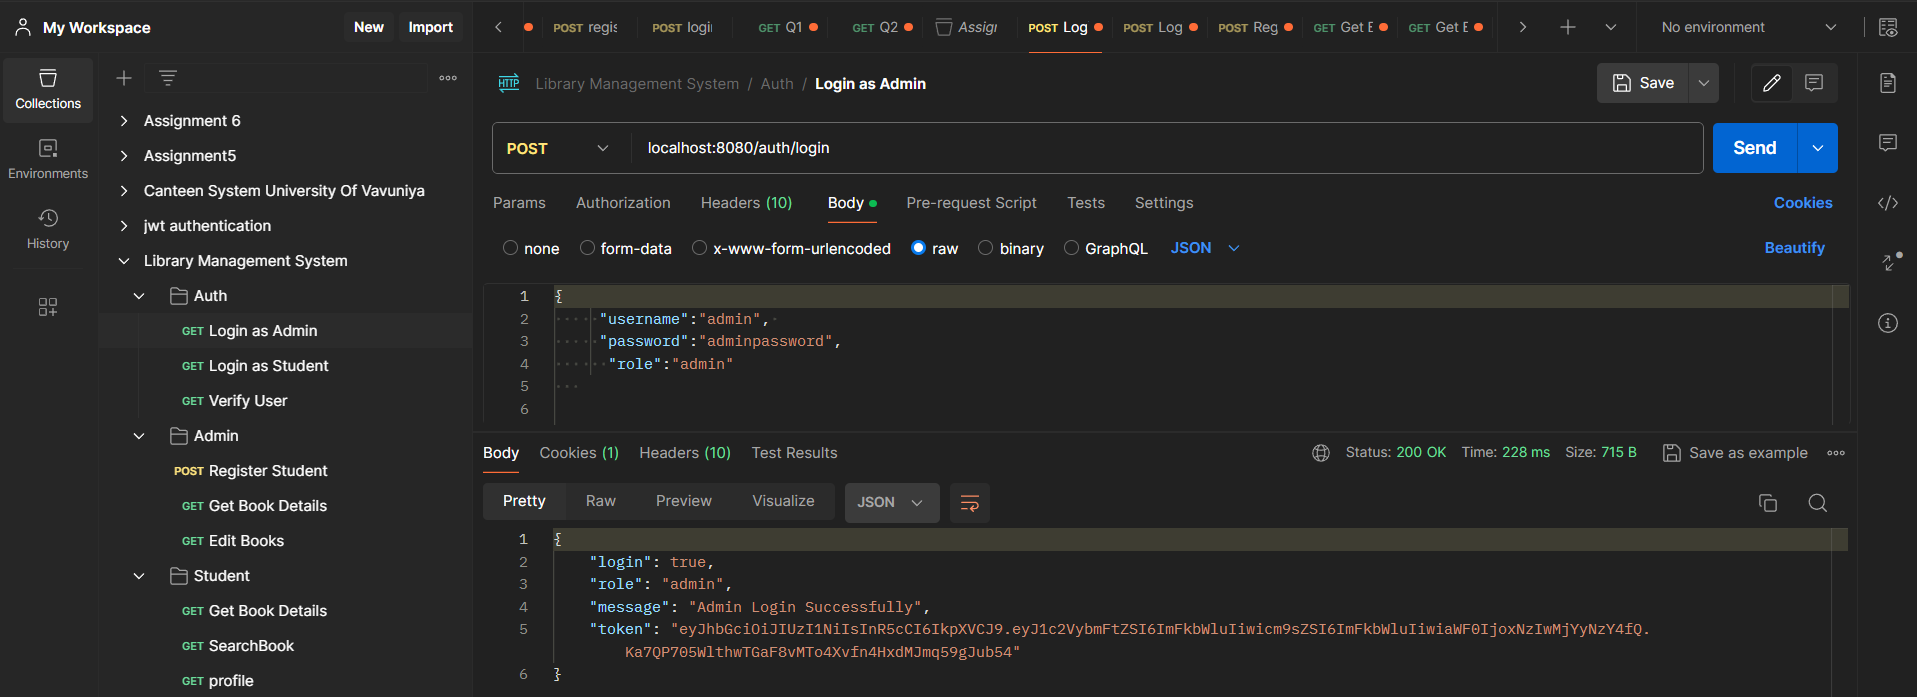 My Workspace
New
Import
POST regis
POST logii
GET Q1
GET Q2
Assigr
POST Log
POST Log
POST Reg
GET Get E
GET Get E
No environment
Collections
Environments
History
Assignment 6
Assignment5
Canteen System University Of Vavuniya
jwt authentication
Library Management System
Auth
GET Login as Admin
GET Login as Student
GET Verify User
Admin
POST Register Student
GET Get Book Details
GET Edit Books
Student
GET Get Book Details
GET SearchBook
GET profile
HTTP
Library Management System / Auth / Login as Admin
Save
POST
localhost:8080/auth/login
Send
Params
Authorization
Headers (10)
Body
Pre-request Script
Tests
Settings
Cookies
none
form-data
x-www-form-urlencoded
raw
binary
GraphQL
JSON
Beautify
1 {
2 "username":"admin",
3 "password":"adminpassword",
4 "role":"admin"
5
6
Body
Cookies (1)
Headers (10)
Test Results
Status: 200 OK
Time: 228 ms
Size: 715 B
Save as example
Pretty
Raw
Preview
Visualize
JSON
1 {
2 "login": true,
3 "role": "admin",
4 "message": "Admin Login Successfully",
5 "token": "eyJhbGciOiJIUzI1NiIsInR5cCI6IkpXVCJ9.eyJ1c2VybmFtZSI6ImFkbWluIiwicm9sZSI6ImFkbWluIiwiaWF0IjoxNzIwMjYyNzY4fQ.
Ka7QP705WlthwTGaF8vMTo4Xvfn4HxdMJmq59gJub54"
6 }